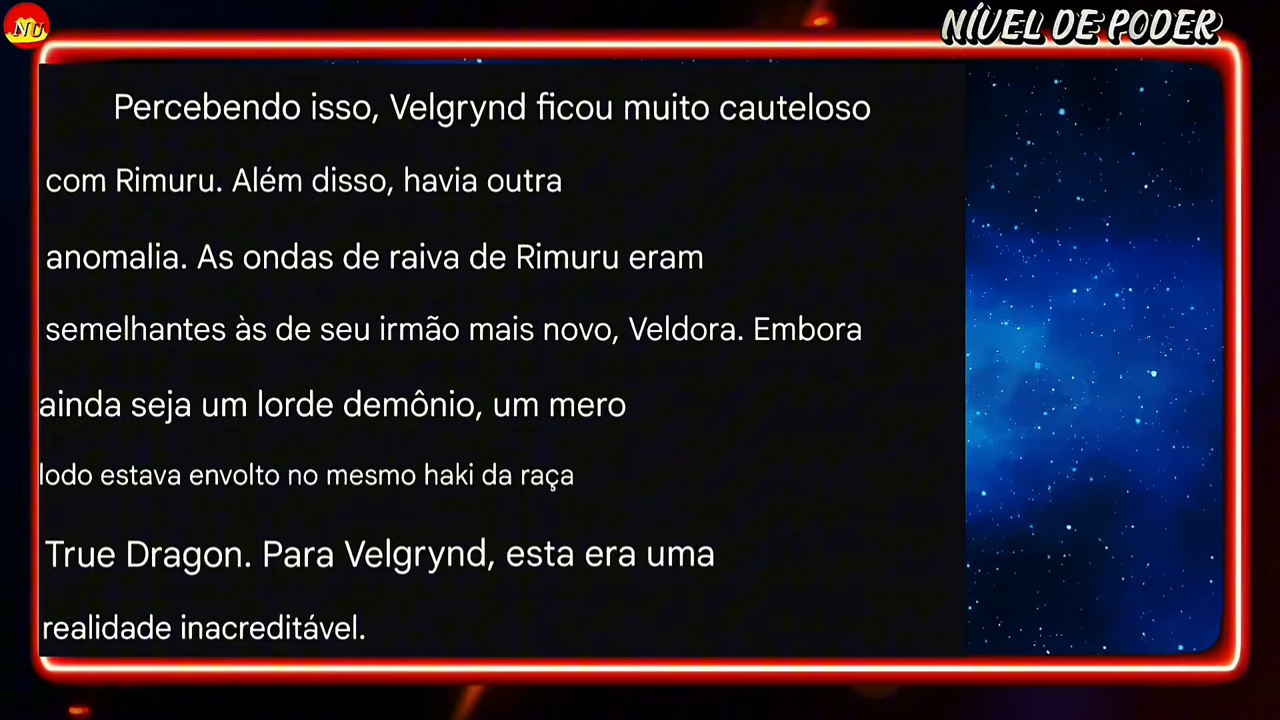 NU
NÍVEL DE PODER
Percebendo isso, Velgrynd ficou muito cauteloso
com Rimuru. Além disso, havia outra
anomalia. As ondas de raiva de Rimuru eram
semelhantes às de seu irmão mais novo, Veldora. Embora
ainda seja um lorde demônio, um mero
lodo estava envolto no mesmo haki da raça
True Dragon. Para Velgrynd, esta era uma
realidade inacreditável.